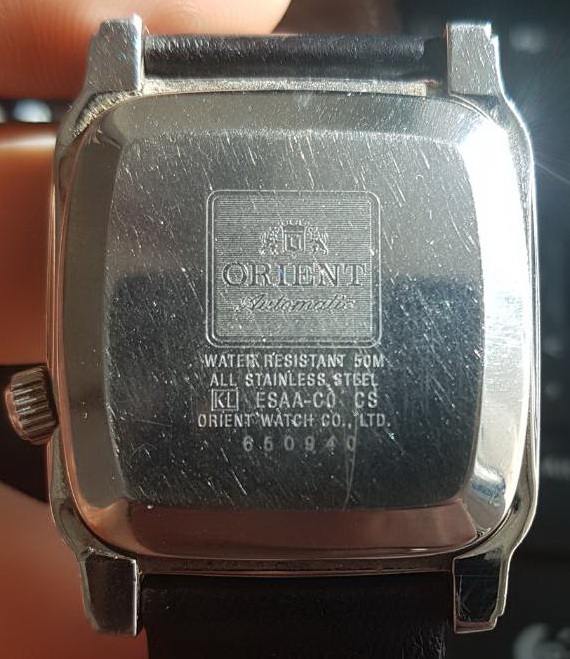 ORIENT
Automatic
WATER RESISTANT 50M
ALL STAINLESS STEEL
KL ESAA-C0 CS
ORIENT WATCH CO., LTD.
650940